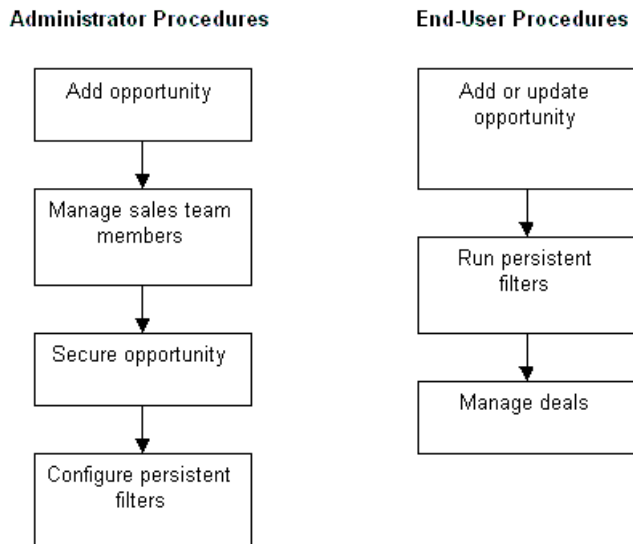 Administrator Procedures
Add opportunity
Manage sales team
members
Secure opportunity
Configure persistent
filters
End-User Procedures
Add or update
opportunity
Run persistent
filters
Manage deals